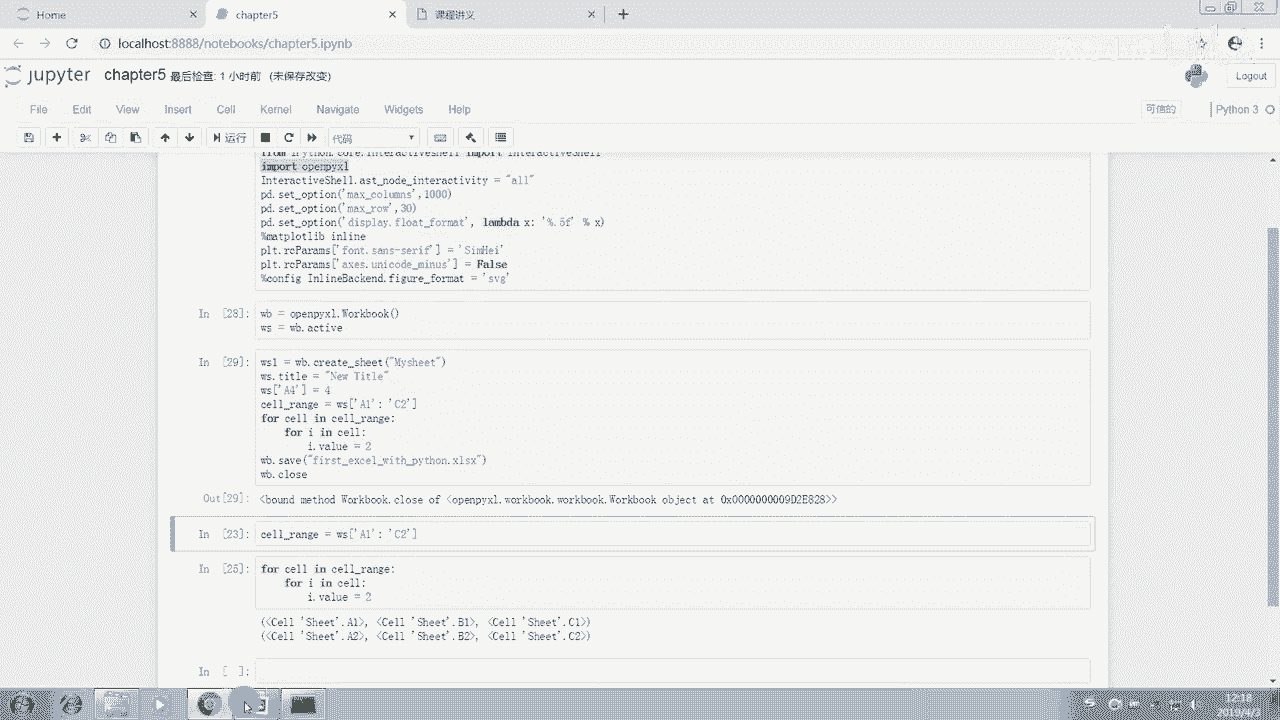 Home
chapter5
课程讲义
localhost:8888/notebooks/chapter5.ipynb
jupyter chapter5 最后检查: 1 小时前 (未保存改变)
Logout
File Edit View Insert Cell Kernel Navigate Widgets Help
可信的
Python 3
运行
代码
from IPython.core.interactiveshell import InteractiveShell
import openpyxl
InteractiveShell.ast_node_interactivity = "all"
pd.set_option('max_columns',1000)
pd.set_option('max_row',30)
pd.set_option('display.float_format', lambda x: '%.5f' % x)
%matplotlib inline
plt.rcParams['font.sans-serif'] = 'SimHei'
plt.rcParams['axes.unicode_minus'] = False
%config InlineBackend.figure_format = 'svg'
In [28]:
wb = openpyxl.Workbook()
ws = wb.active
In [29]:
ws1 = wb.create_sheet("Mysheet")
ws.title = "New Title"
ws['A4'] = 4
cell_range = ws['A1': 'C2']
for cell in cell_range:
for i in cell:
i.value = 2
wb.save("first_excel_with_python.xlsx")
wb.close
Out[29]: <bound method Workbook.close of <openpyxl.workbook.workbook.Workbook object at 0x0000000009D2E828>>
In [23]: cell_range = ws['A1': 'C2']
In [25]:
for cell in cell_range:
for i in cell:
i.value = 2
(<Cell 'Sheet'.A1>, <Cell 'Sheet'.B1>, <Cell 'Sheet'.C1>)
(<Cell 'Sheet'.A2>, <Cell 'Sheet'.B2>, <Cell 'Sheet'.C2>)
In [ ]: